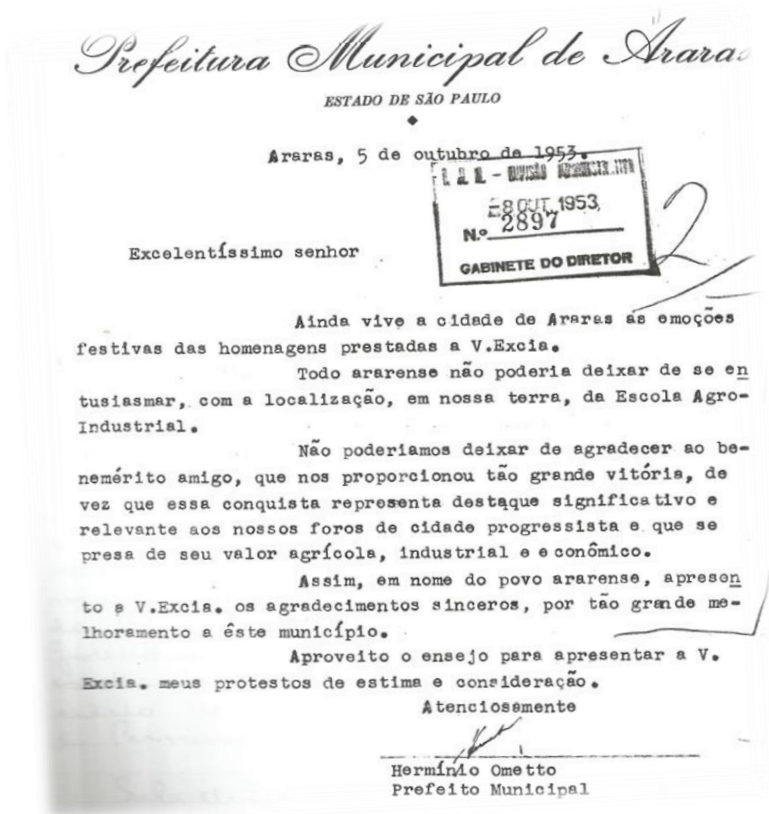 Prefeitura Municipal de Araras
ESTADO DE SÃO PAULO
Araras, 5 de outubro de 1953.
DIVISÃO
8 OUT. 1953
N.º 2897
GABINETE DO DIRETOR
2
Excelentíssimo senhor
Ainda vive a cidade de Araras as emoções
festivas das homenagens prestadas a V.Excia.
Todo ararense não poderia deixar de se en
tusiasmar, com a localização, em nossa terra, da Escola Agro-
Industrial.
Não poderiamos deixar de agradecer ao be-
nemérito amigo, que nos proporcionou tão grande vitória, de
vez que essa conquista representa destaque significativo e
relevante aos nossos foros de cidade progressista e que se
presa de seu valor agrícola, industrial e econômico.
Assim, em nome do povo ararense, apresen
to a V.Excia. os agradecimentos sinceros, por tão grande me-
lhoramento a êste município.
Aproveito o ensejo para apresentar a V.
Excia. meus protestos de estima e consideração.
Atenciosamente
Hermínio Ometto
Prefeito Municipal